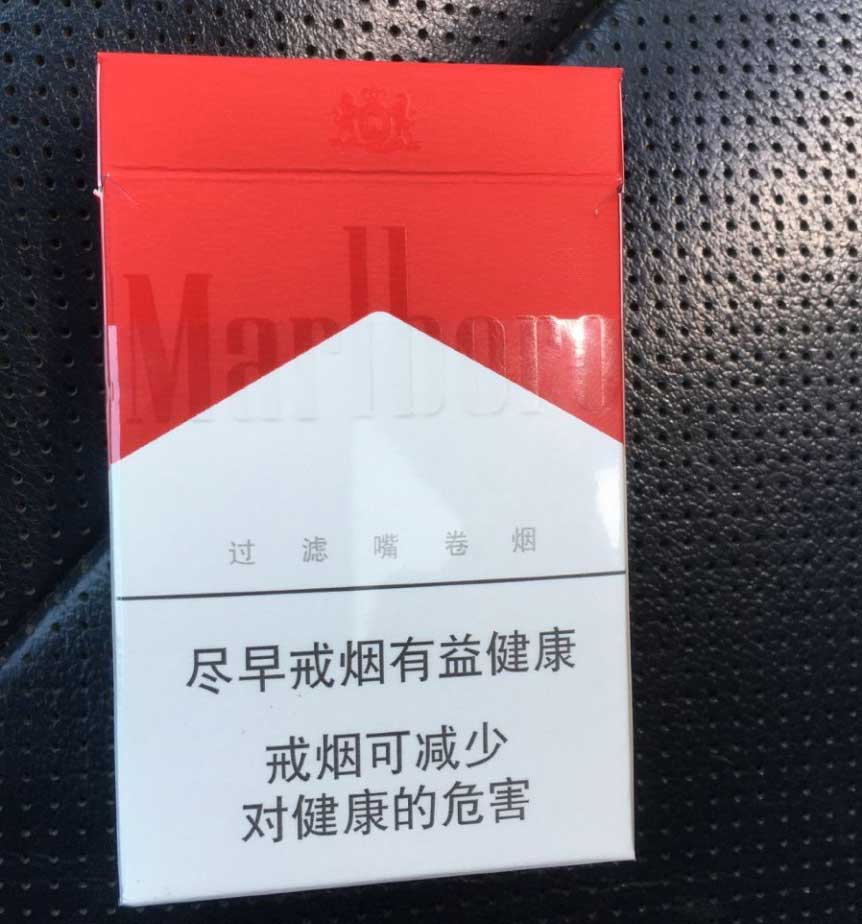 Marlboro
过滤嘴卷烟
尽早戒烟有益健康
戒烟可减少
对健康的危害